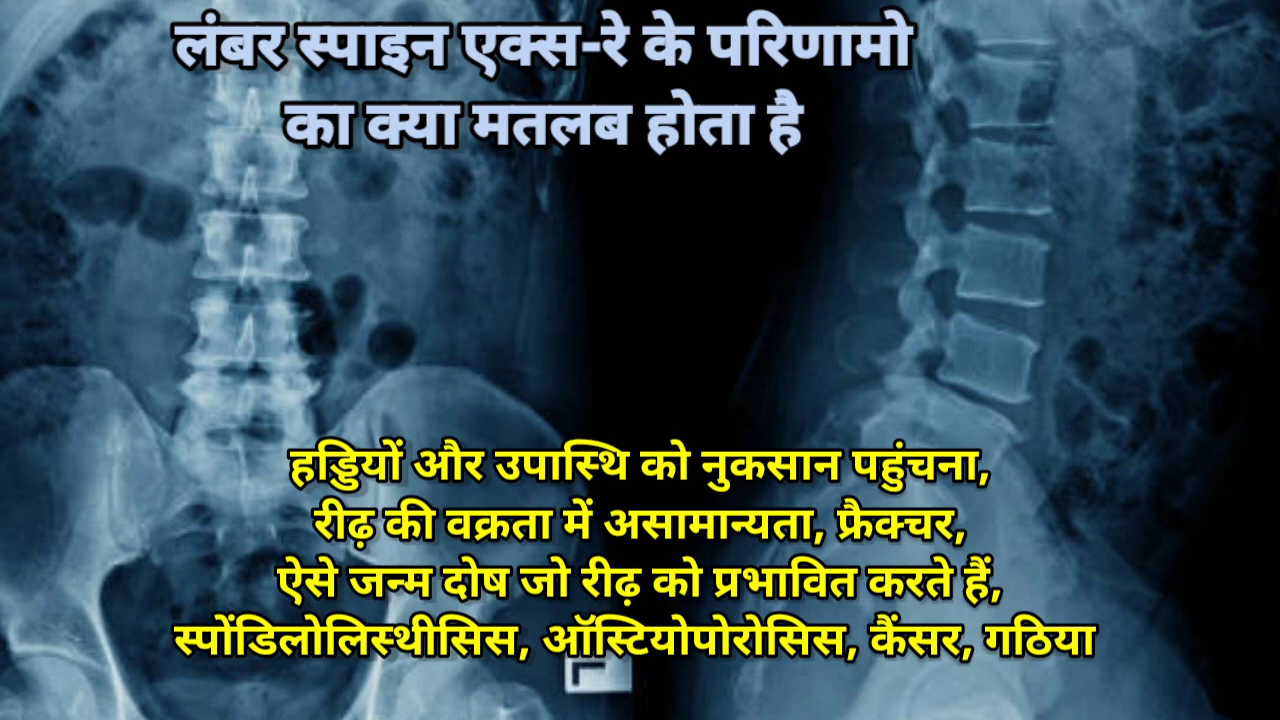 लंबर स्पाइन एक्स-रे के परिणामो
का क्या मतलब होता है
हड्डियों और उपास्थि को नुकसान पहुंचना,
रीढ़ की वक्रता में असामान्यता, फ्रैक्चर,
ऐसे जन्म दोष जो रीढ़ को प्रभावित करते हैं,
स्पोंडिलोलिस्थीसिस, ऑस्टियोपोरोसिस, कैंसर, गठिया